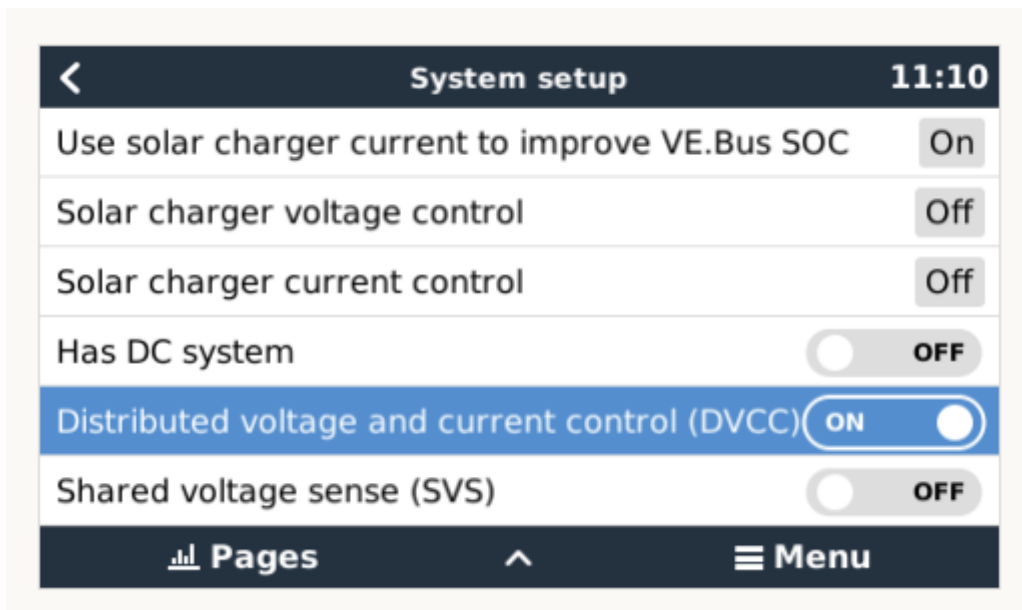 System setup 11:10
Use solar charger current to improve VE.Bus SOC On
Solar charger voltage control Off
Solar charger current control Off
Has DC system OFF
Distributed voltage and current control (DVCC) ON
Shared voltage sense (SVS) OFF
Pages Menu